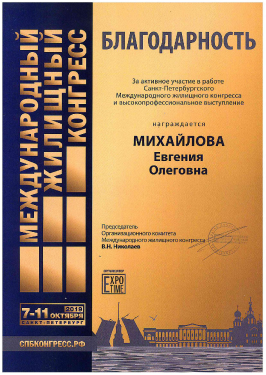 МЕЖДУНАРОДНЫЙ
ЖИЛИЩНЫЙ
КОНГРЕСС
7-11 2019
ОКТЯБРЯ
САНКТ-ПЕТЕРБУРГ
СПБКОНГРЕСС.РФ
БЛАГОДАРНОСТЬ
За активное участие в работе
Санкт-Петербургского
Международного жилищного конгресса
и высокопрофессиональное выступление
награждается
МИХАЙЛОВА
Евгения
Олеговна
Председатель
Организационного комитета
Международного жилищного конгресса
В.Н. Николаев
EXPO
TIME